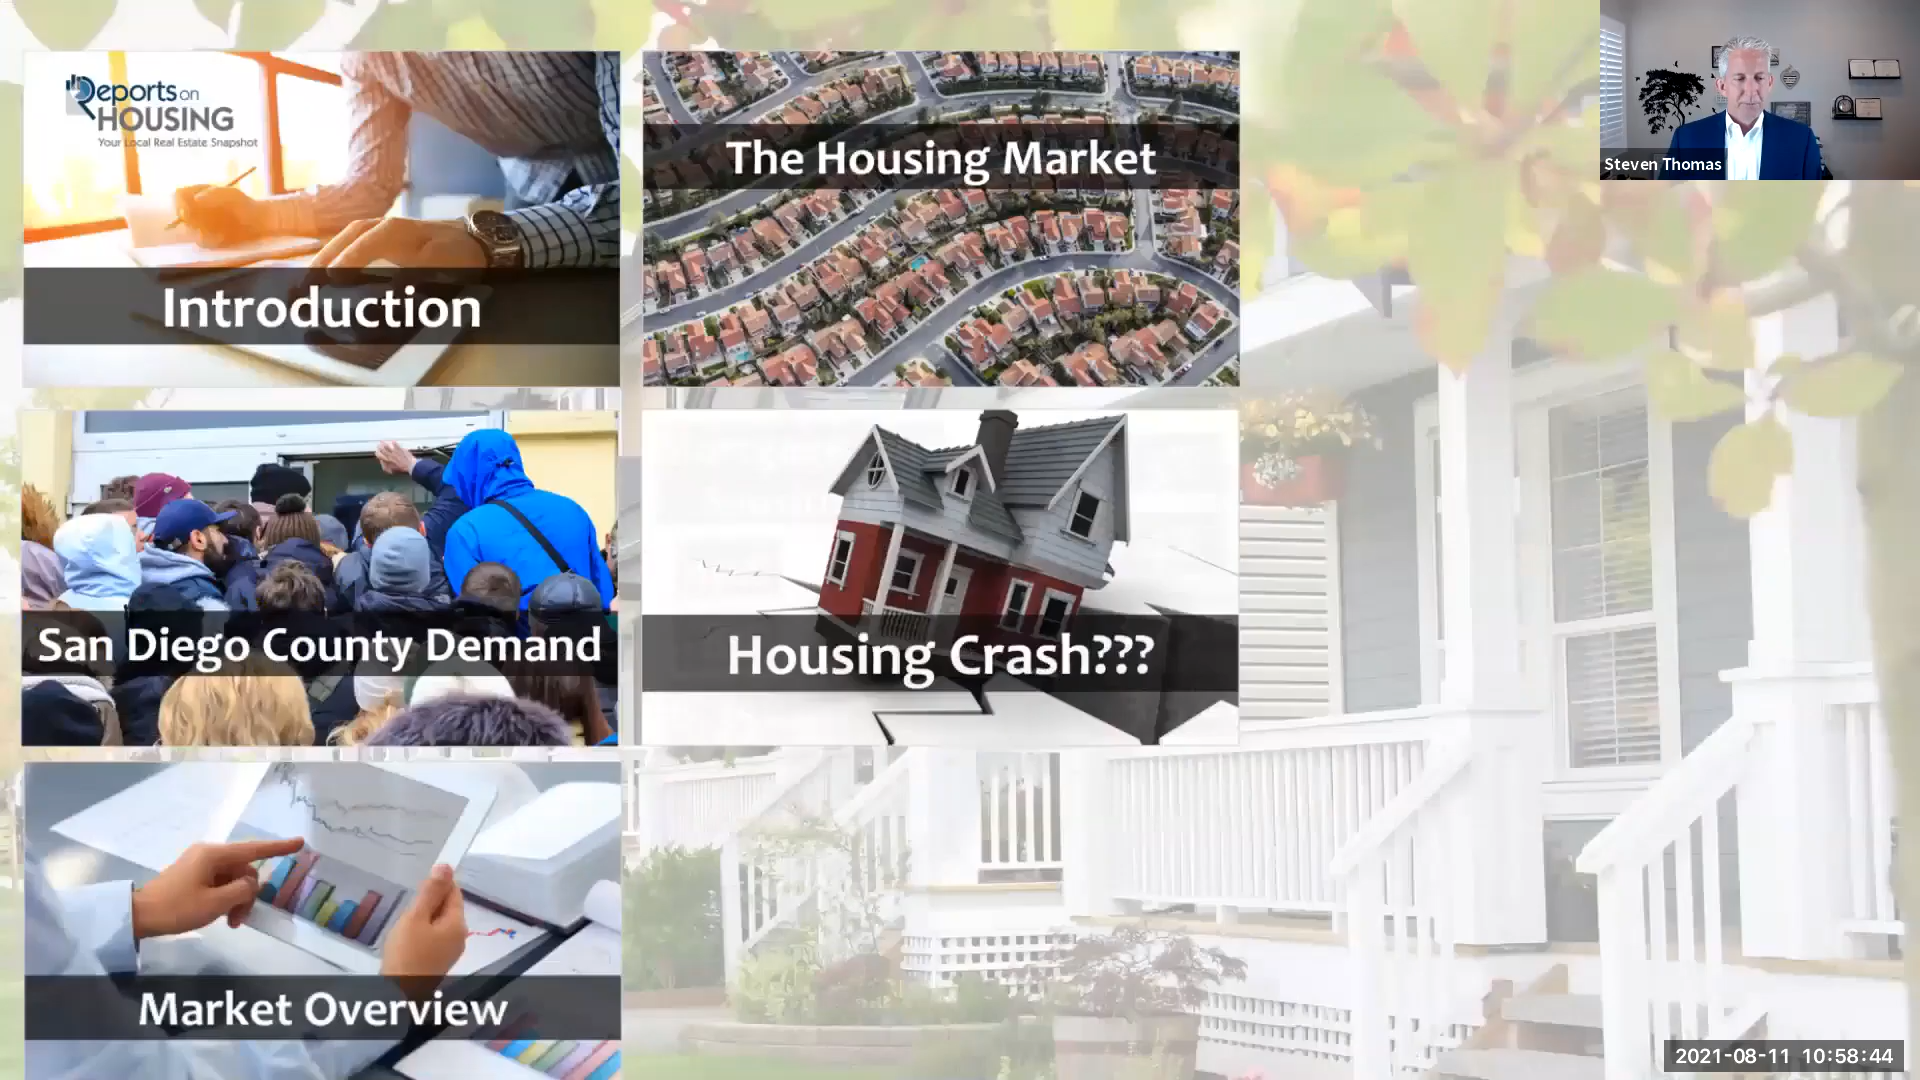 Reports on
HOUSING
Your Local Real Estate Snapshot
Introduction
The Housing Market
Steven Thomas
San Diego County Demand
Housing Crash???
Market Overview
2021-08-11 10:58:44